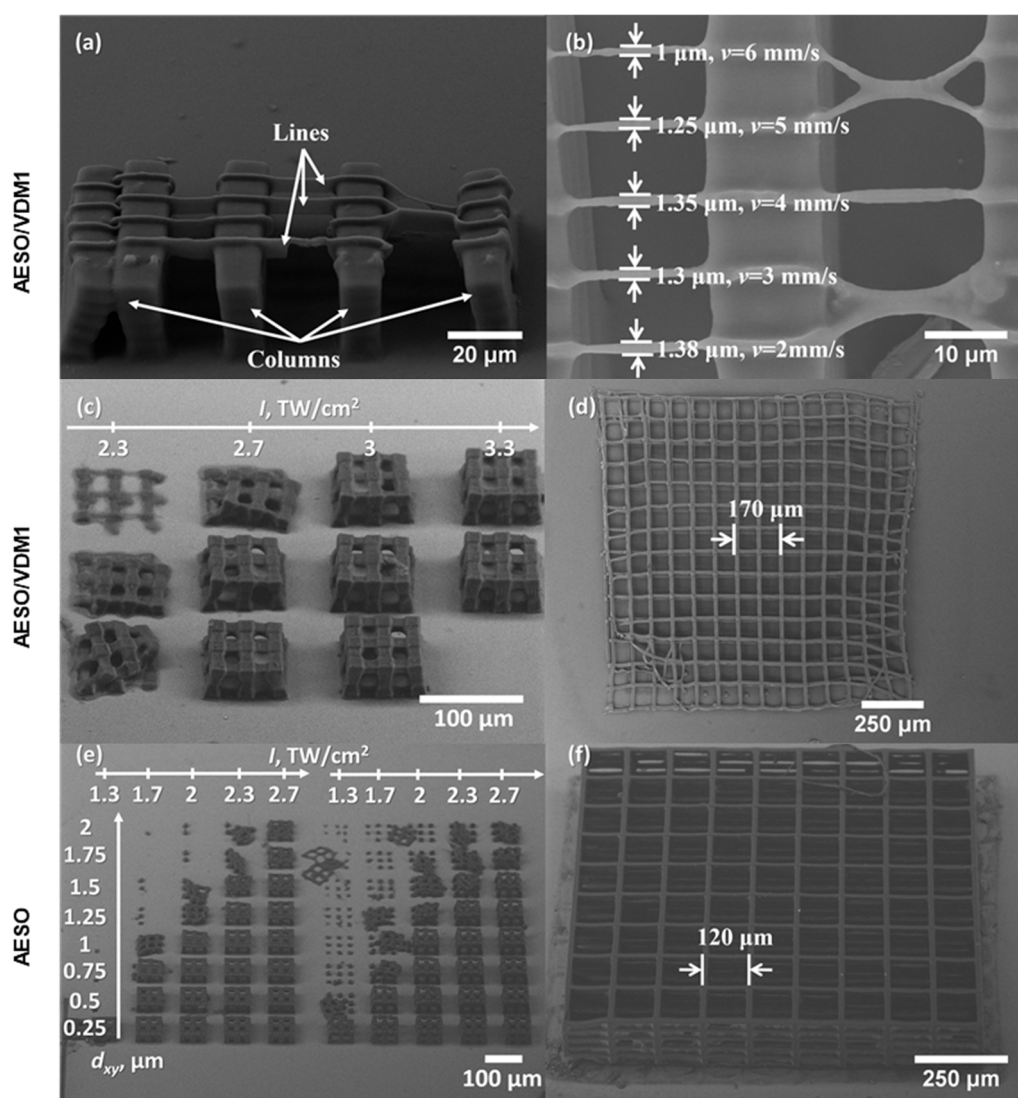 AESO/VDM1
(a)
Lines
Columns
20 µm
(b)
1 µm, v=6 mm/s
1.25 µm, v=5 mm/s
1.35 µm, v=4 mm/s
1.3 µm, v=3 mm/s
1.38 µm, v=2mm/s
10 µm
AESO/VDM1
(c)
I, TW/cm²
2.3 2.7 3 3.3
100 µm
(d)
170 µm
250 µm
AESO
(e)
I, TW/cm²
1.3 1.7 2 2.3 2.7 1.3 1.7 2 2.3 2.7
2
1.75
1.5
1.25
1
0.75
0.5
0.25
dxy, µm
100 µm
(f)
120 µm
250 µm